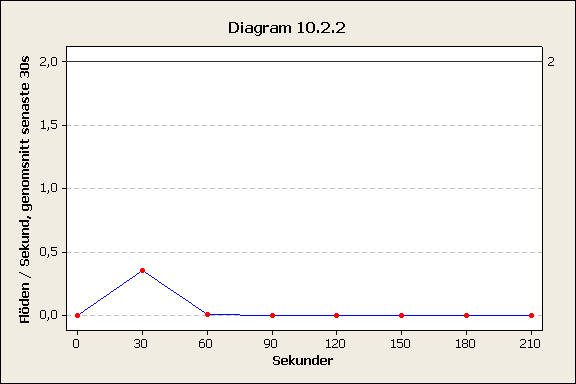 Diagram 10.2.2
Flöden / Sekund, genomsnitt senaste 30s
2,0
1,5
1,0
0,5
0,0
2
0 30 60 90 120 150 180 210
Sekunder